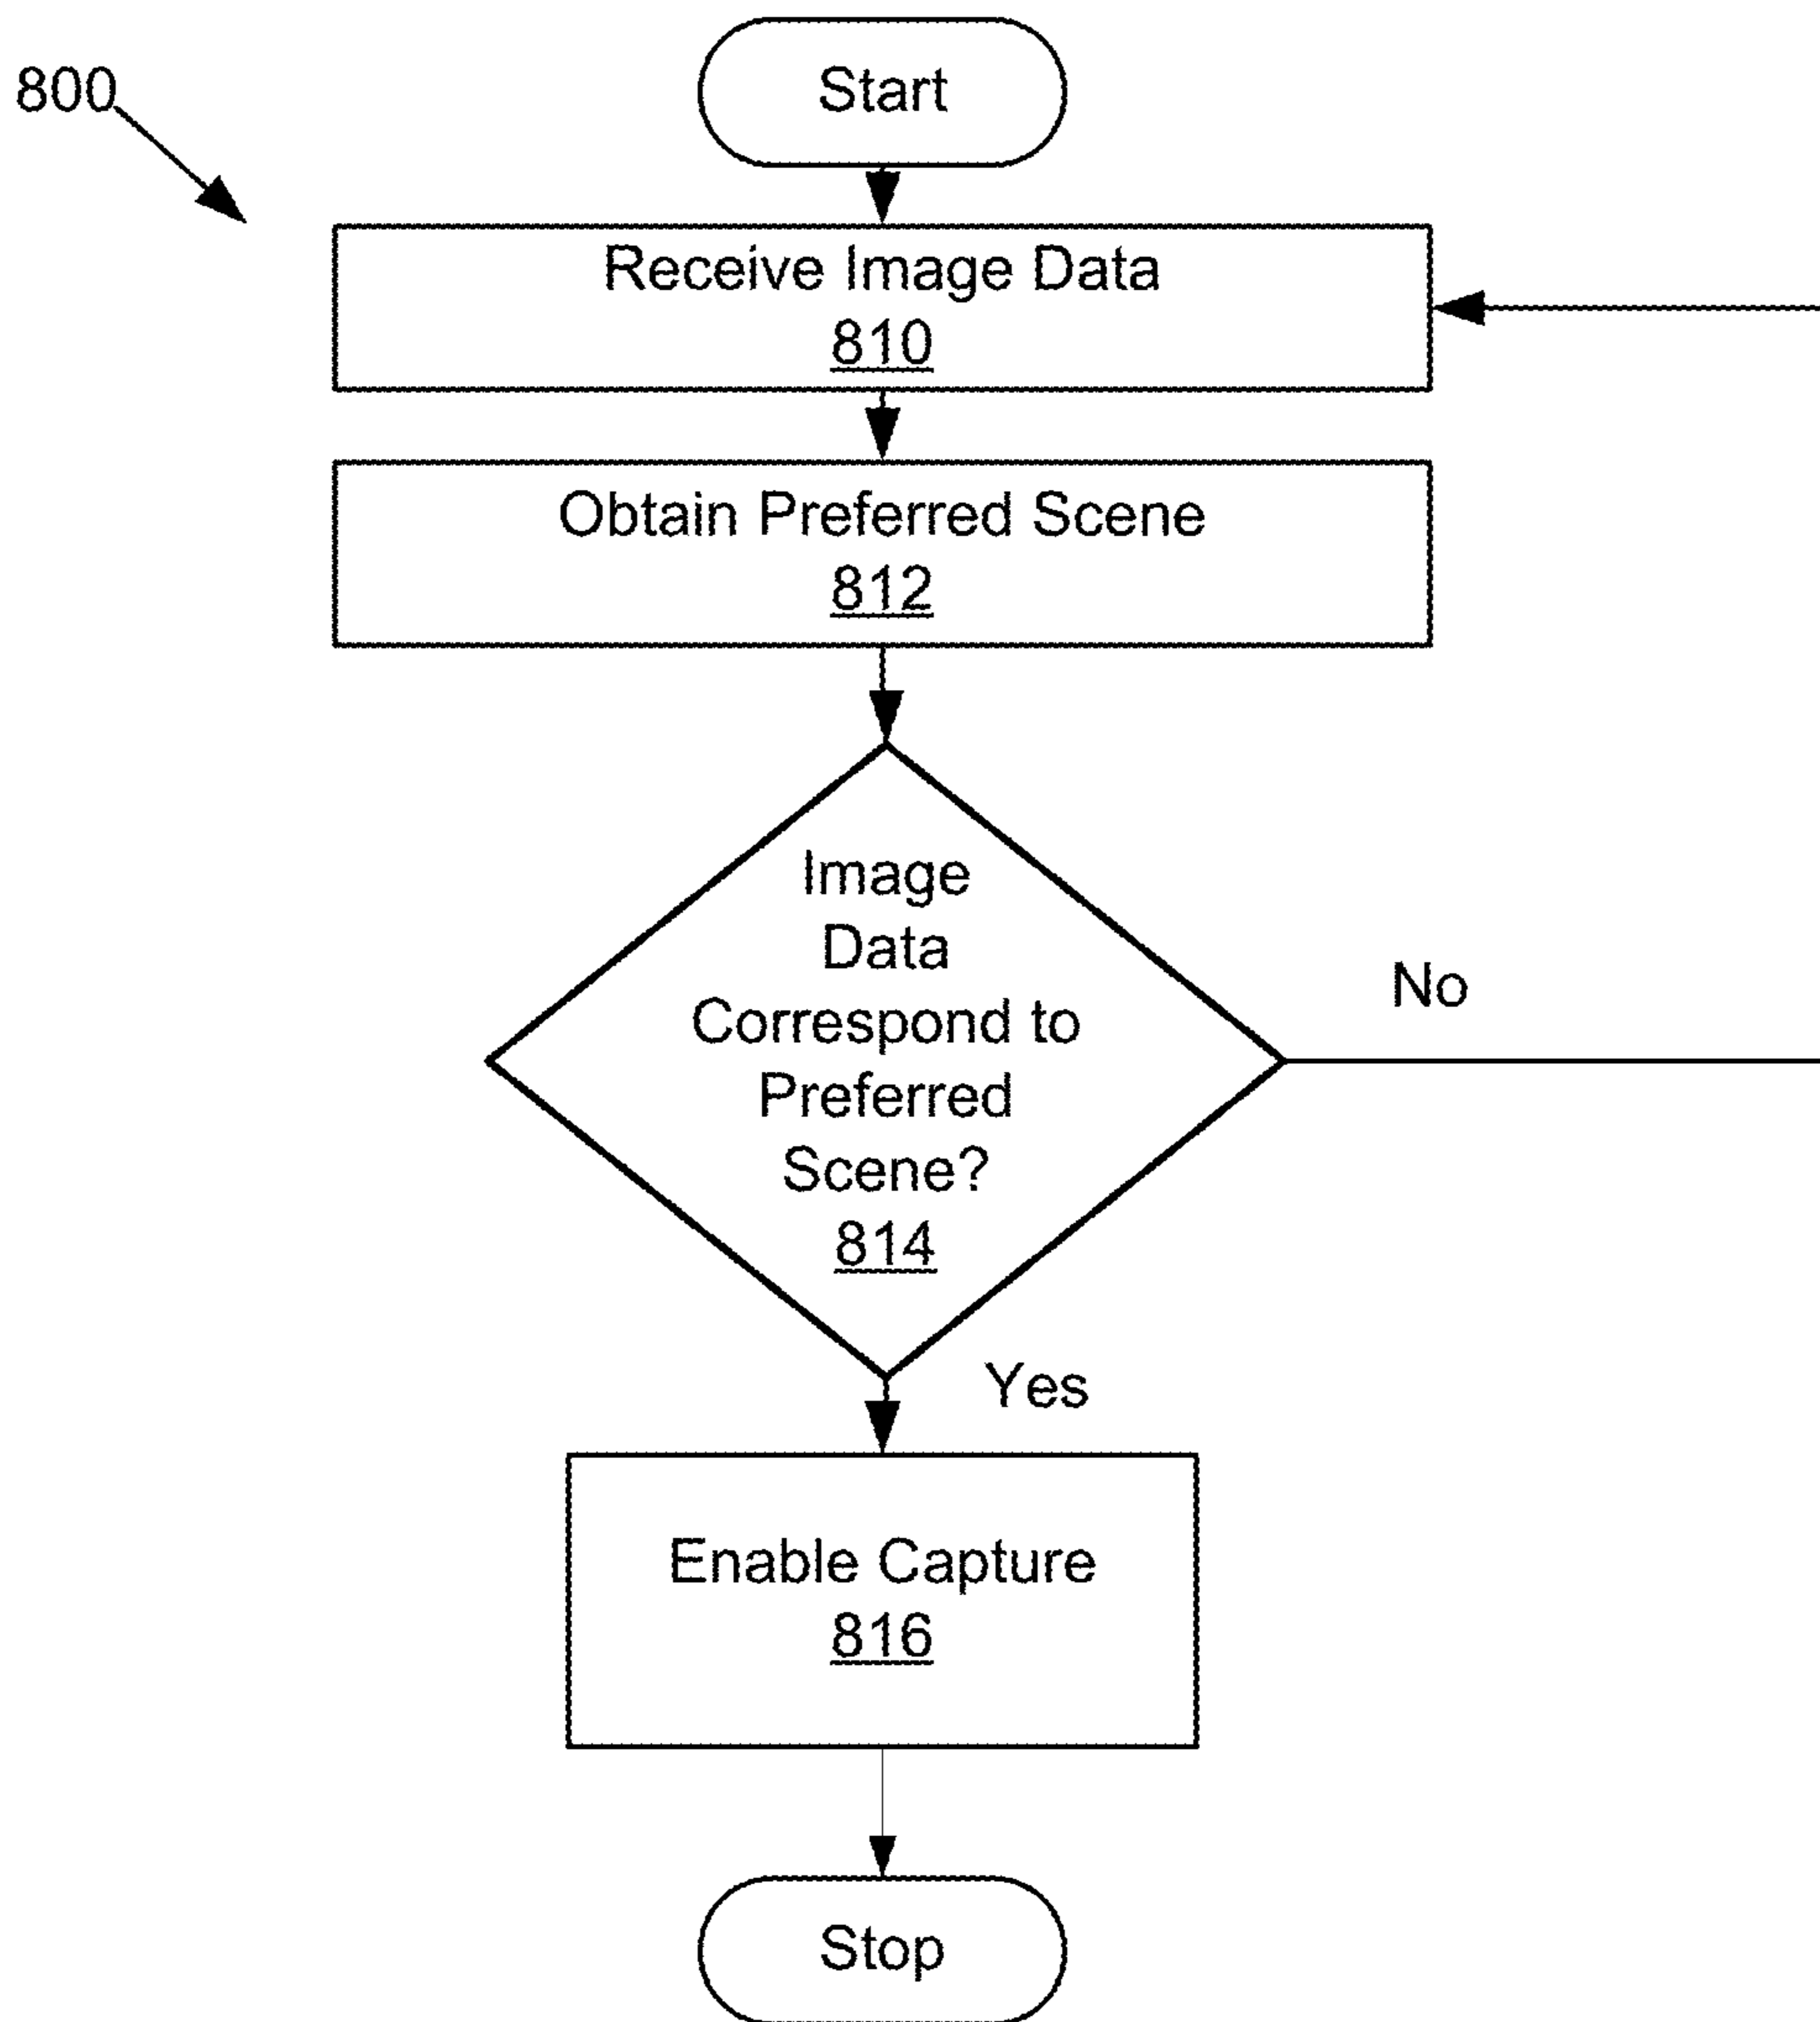 800
Start
Receive Image Data
810
Obtain Preferred Scene
812
Image
Data
Correspond to
Preferred
Scene?
814
No
Yes
Enable Capture
816
Stop